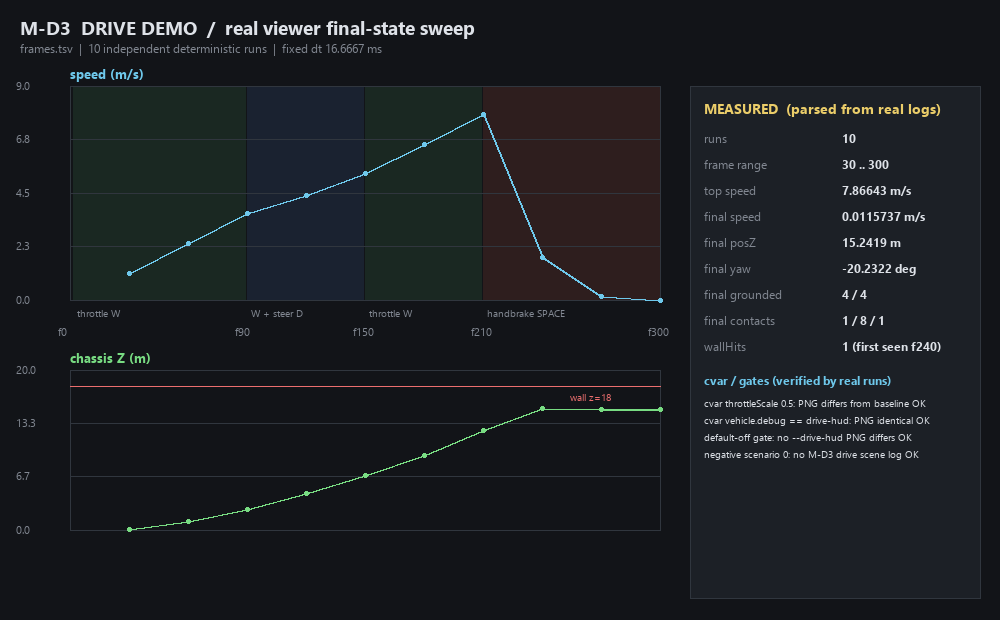 M-D3 DRIVE DEMO / real viewer final-state sweep
frames.tsv | 10 independent deterministic runs | fixed dt 16.6667 ms
speed (m/s)
9.0
6.8
4.5
2.3
0.0
throttle W
W + steer D
throttle W
handbrake SPACE
f0
f90
f150
f210
f300
chassis Z (m)
20.0
13.3
6.7
0.0
wall z=18
MEASURED (parsed from real logs)
runs 10
frame range 30 .. 300
top speed 7.86643 m/s
final speed 0.0115737 m/s
final posZ 15.2419 m
final yaw -20.2322 deg
final grounded 4 / 4
final contacts 1 / 8 / 1
wallHits 1 (first seen f240)
cvar / gates (verified by real runs)
cvar throttleScale 0.5: PNG differs from baseline OK
cvar vehicle.debug == drive-hud: PNG identical OK
default-off gate: no --drive-hud PNG differs OK
negative scenario 0: no M-D3 drive scene log OK